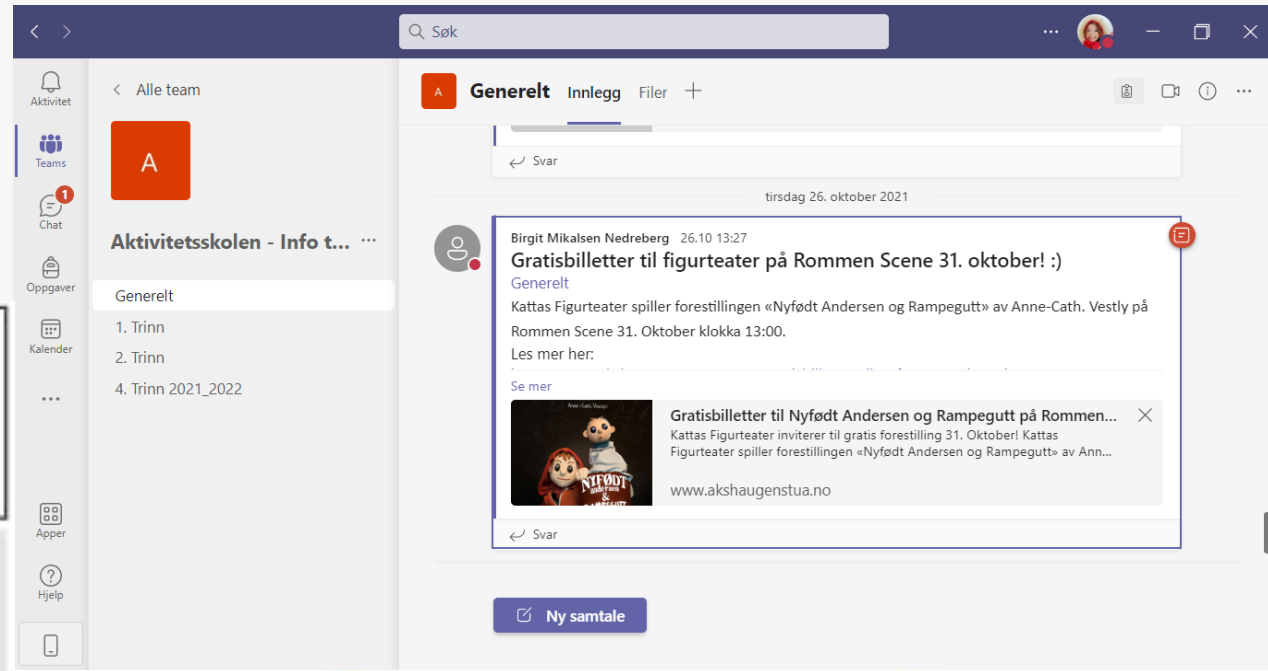 Søk
Aktivitet
Teams
1
Chat
Oppgaver
Kalender
Apper
Hjelp
Alle team
A
Aktivitetsskolen - Info t...
Generelt
1. Trinn
2. Trinn
4. Trinn 2021_2022
A
Generelt Innlegg Filer
Svar
tirsdag 26. oktober 2021
Birgit Mikalsen Nedreberg 26.10 13:27
Gratisbilletter til figurteater på Rommen Scene 31. oktober! :)
Generelt
Kattas Figurteater spiller forestillingen «Nyfødt Andersen og Rampegutt» av Anne-Cath. Vestly på
Rommen Scene 31. Oktober klokka 13:00.
Les mer her:
Se mer
Anne-Cath. Vestlys
NYFØDT
andersen
&
Gratisbilletter til Nyfødt Andersen og Rampegutt på Rommen...
Kattas Figurteater inviterer til gratis forestilling 31. Oktober! Kattas
Figurteater spiller forestillingen «Nyfødt Andersen og Rampegutt» av Ann...
www.akshaugenstua.no
Svar
Ny samtale